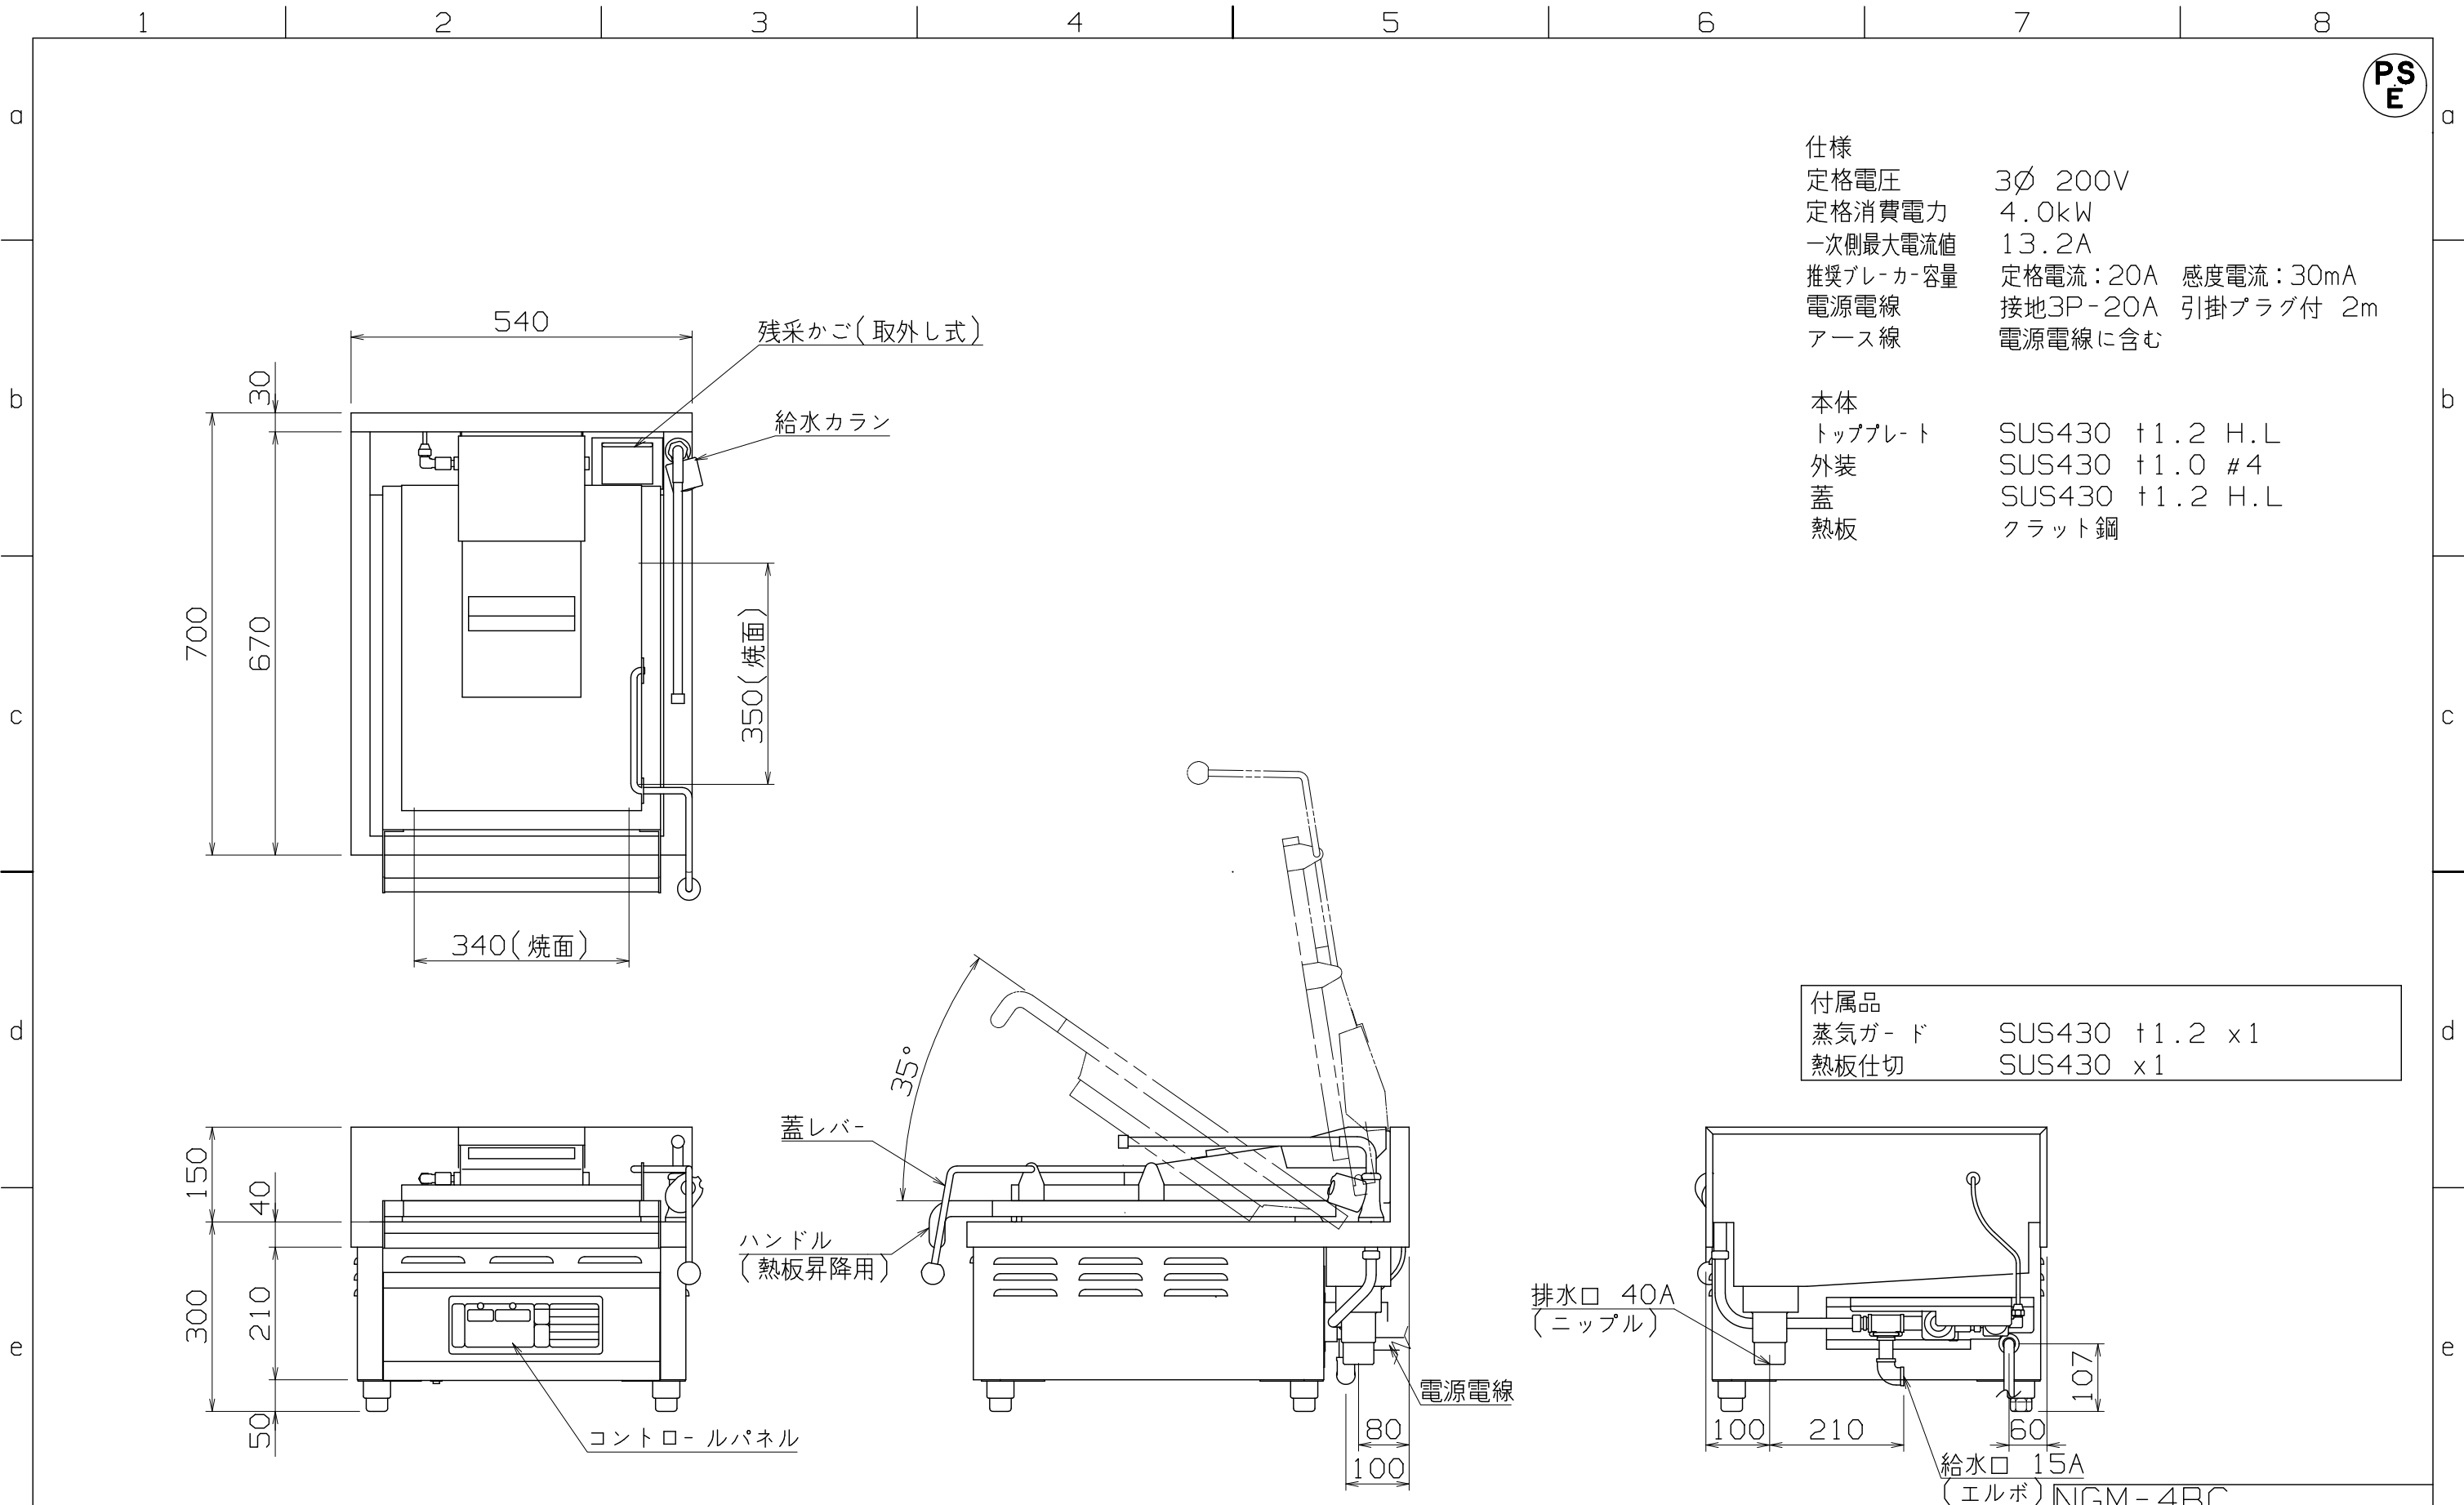 1 2 3 4 5 6 7 8
a a
PS
E
仕様
定格電圧 3Ø 200V
定格消費電力 4.0kW
一次側最大電流値 13.2A
推奨ブレーカー容量 定格電流：20A 感度電流：30mA
電源電線 接地3P-20A 引掛プラグ付 2m
アース線 電源電線に含む
本体
トッププレート SUS430 t1.2 H.L
外装 SUS430 t1.0 #4
蓋 SUS430 t1.2 H.L
熱板 クラット鋼
b b
540
残采かご(取外し式)
30
給水カラン
700
670
350(焼面)
c c
340(焼面)
d d
付属品
蒸気ガード SUS430 t1.2 x1
熱板仕切 SUS430 x1
35°
蓋レバー
ハンドル
(熱板昇降用)
150
40
300
210
50
コントロールパネル
電源電線
80
100
排水口 40A
(ニップル)
107
100 210 60
給水口 15A
(エルボ)
e e
NGM-4BC